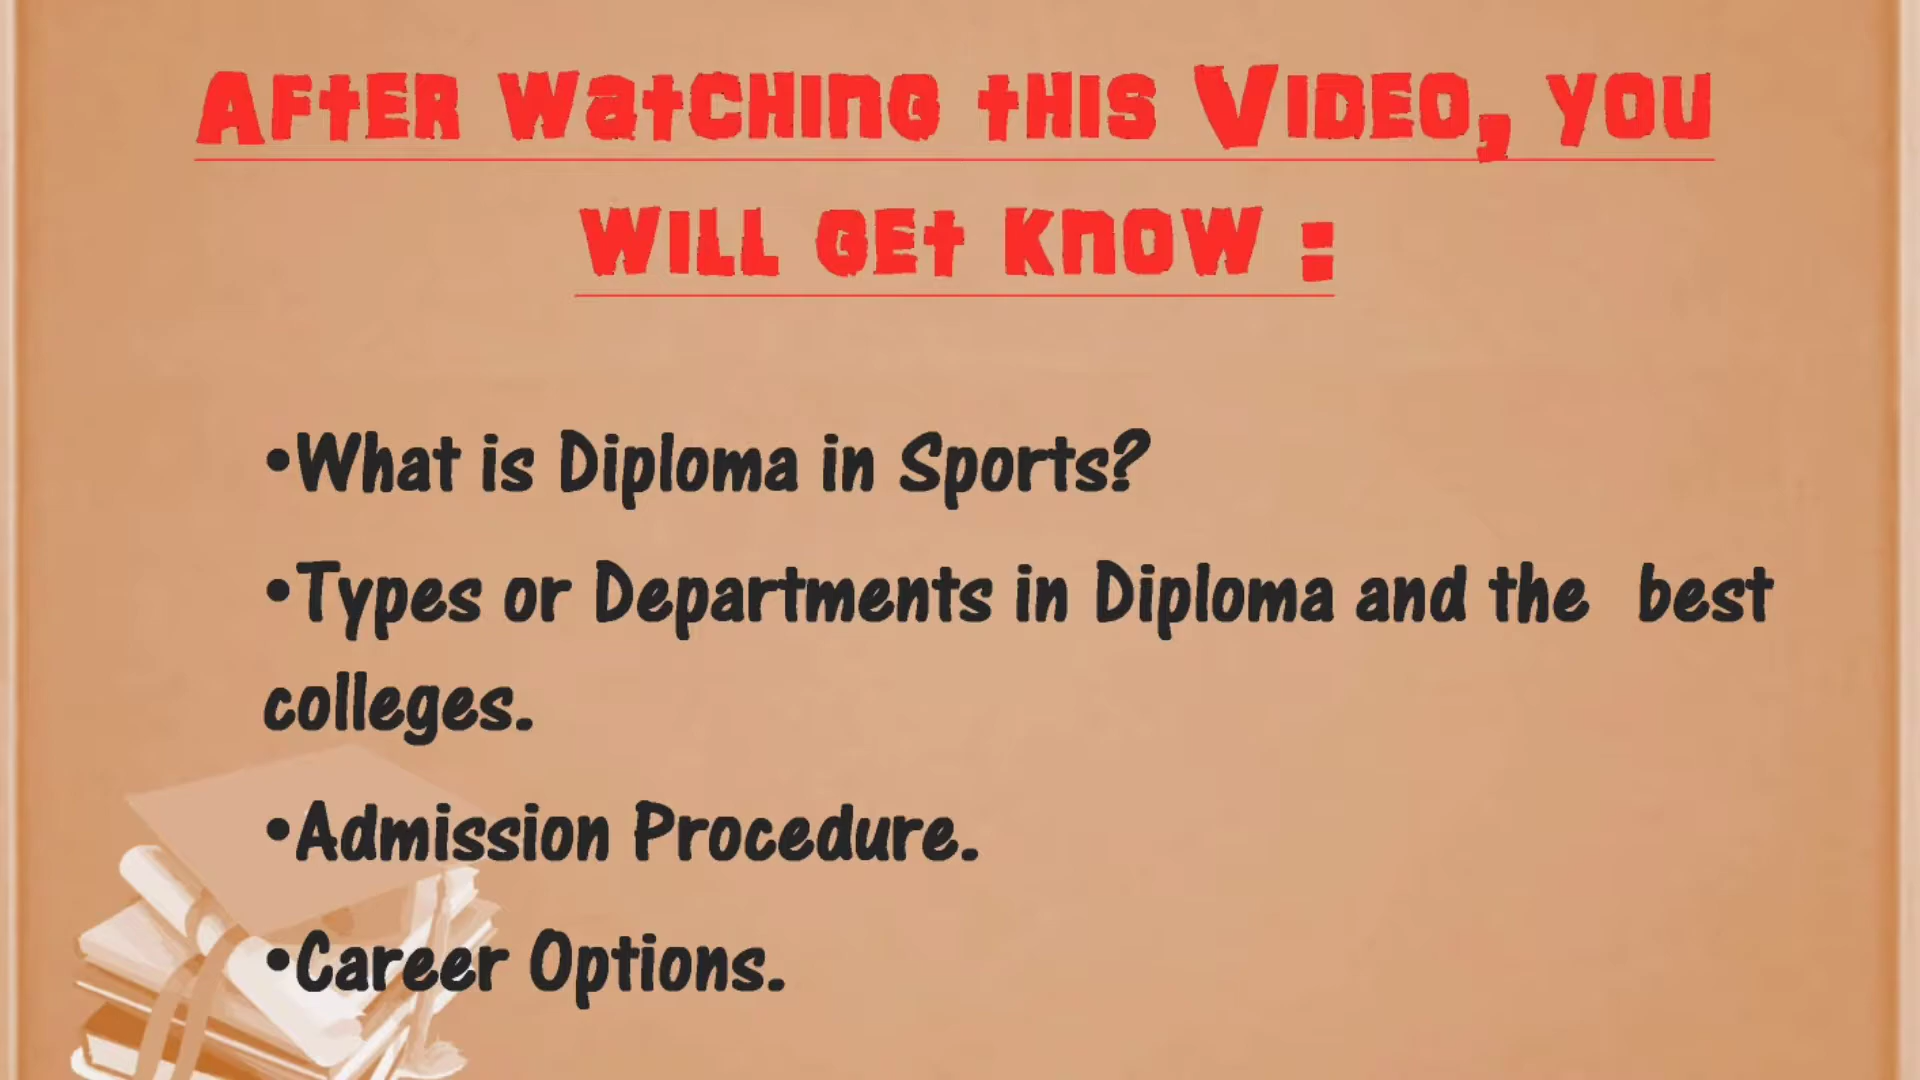 After watching this Video, you
will get know :
•What is Diploma in Sports?
•Types or Departments in Diploma and the best
colleges.
•Admission Procedure.
•Career Options.